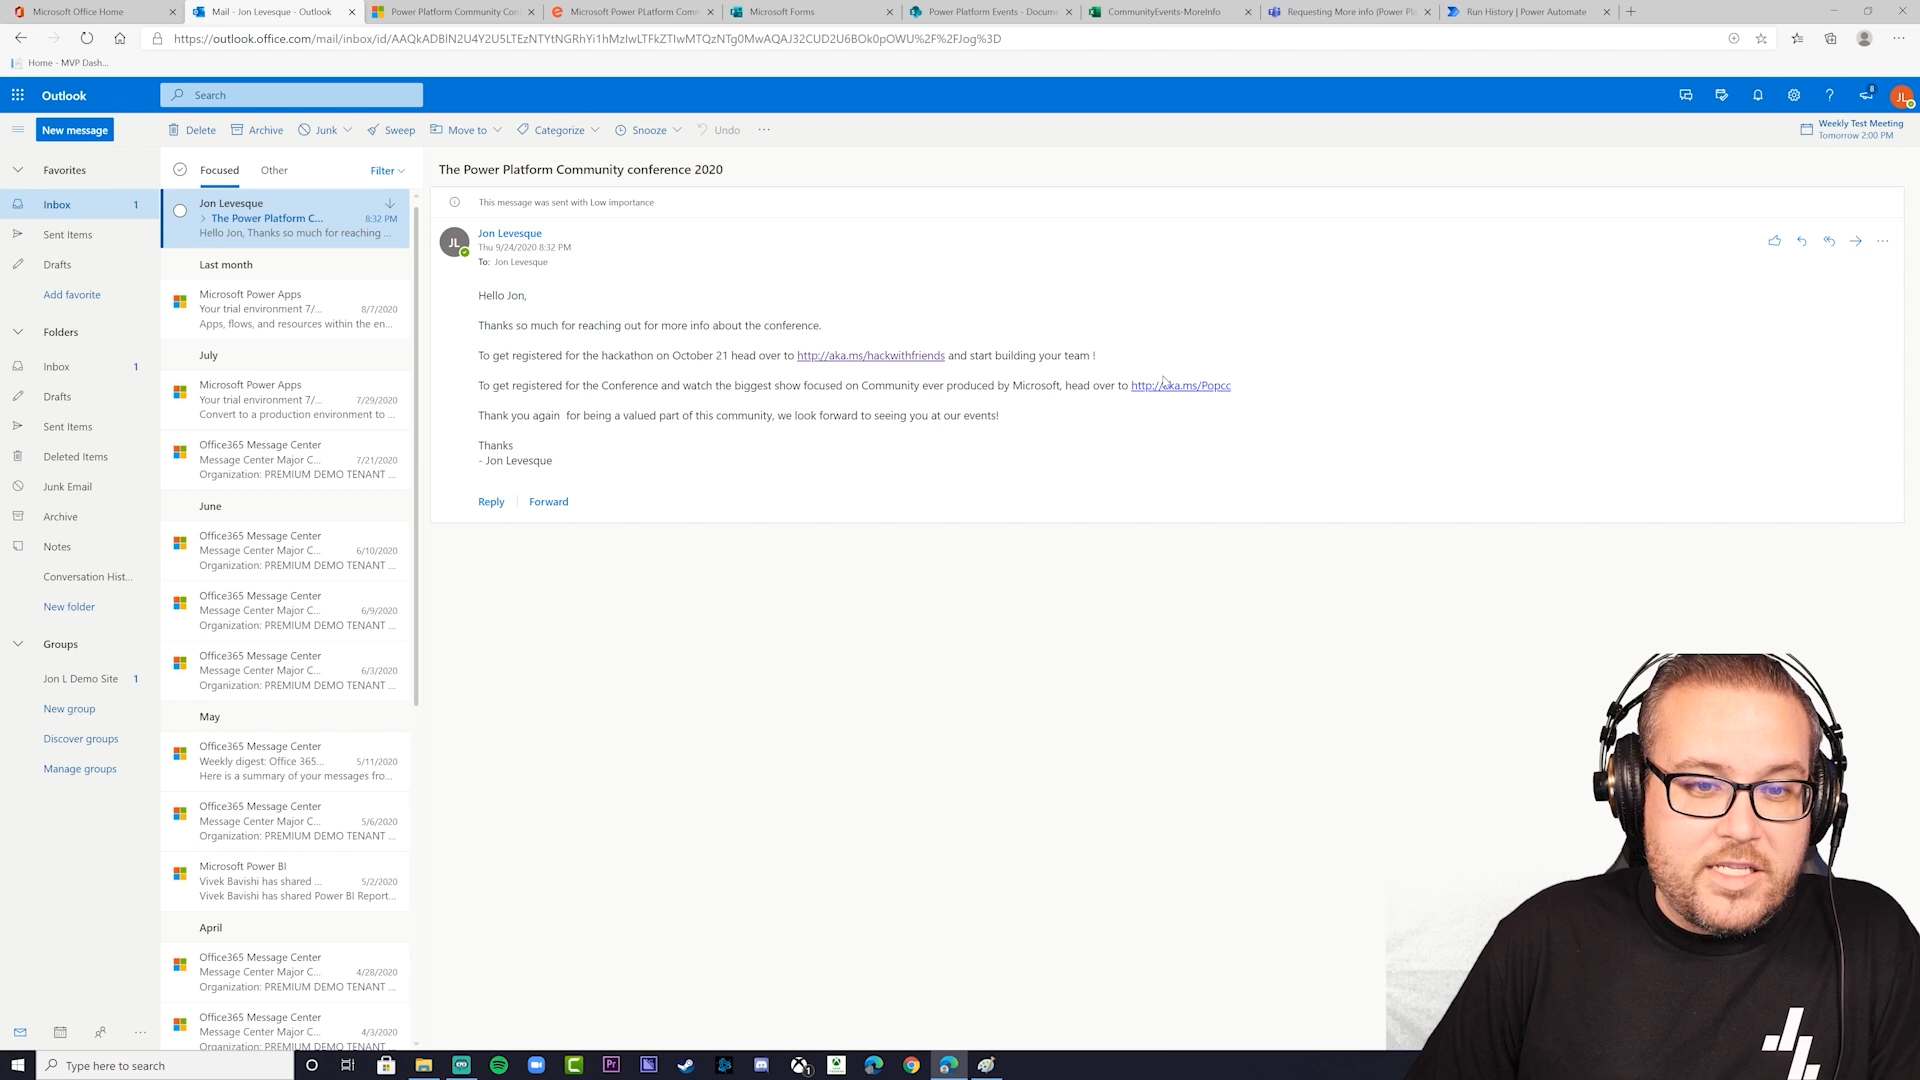 Microsoft Office Home
Mail - Jon Levesque - Outlook
Power Platform Community Con
Microsoft Power PLatform Comm
Microsoft Forms
Power Platform Events - Docume
CommunityEvents-MoreInfo
Requesting More info (Power Pla
Run History | Power Automate
https://outlook.office.com/mail/inbox/id/AAQkADBlN2U4Y2U5LTEzNTYtNGRhYi1hMzIwLTFkZTIwMTQzNTg0MwAQAJ32CUD2U6BOk0pOWU%2F%2FJog%3D
Home - MVP Dash...
Outlook
Search
8
JL
New message
Delete
Archive
Junk
Sweep
Move to
Categorize
Snooze
Undo
Weekly Test Meeting
Tomorrow 2:00 PM
Favorites
Inbox 1
Sent Items
Drafts
Add favorite
Folders
Inbox 1
Drafts
Sent Items
Deleted Items
Junk Email
Archive
Notes
Conversation Hist...
New folder
Groups
Jon L Demo Site 1
New group
Discover groups
Manage groups
Focused
Other
Filter
Jon Levesque
The Power Platform C... 8:32 PM
Hello Jon, Thanks so much for reaching ...
Last month
Microsoft Power Apps
Your trial environment 7/... 8/7/2020
Apps, flows, and resources within the en...
July
Microsoft Power Apps
Your trial environment 7/... 7/29/2020
Convert to a production environment to ...
Office365 Message Center
Message Center Major C... 7/21/2020
Organization: PREMIUM DEMO TENANT ...
June
Office365 Message Center
Message Center Major C... 6/10/2020
Organization: PREMIUM DEMO TENANT ...
Office365 Message Center
Message Center Major C... 6/9/2020
Organization: PREMIUM DEMO TENANT ...
Office365 Message Center
Message Center Major C... 6/3/2020
Organization: PREMIUM DEMO TENANT ...
May
Office365 Message Center
Weekly digest: Office 365... 5/11/2020
Here is a summary of your messages fro...
Office365 Message Center
Message Center Major C... 5/6/2020
Organization: PREMIUM DEMO TENANT ...
Microsoft Power BI
Vivek Bavishi has shared ... 5/2/2020
Vivek Bavishi has shared Power BI Report...
April
Office365 Message Center
Message Center Major C... 4/28/2020
Organization: PREMIUM DEMO TENANT ...
Office365 Message Center
Message Center Major C... 4/3/2020
Organization: PREMIUM DEMO TENANT ...
The Power Platform Community conference 2020
This message was sent with Low importance
JL
Jon Levesque
Thu 9/24/2020 8:32 PM
To: Jon Levesque
Hello Jon,
Thanks so much for reaching out for more info about the conference.
To get registered for the hackathon on October 21 head over to http://aka.ms/hackwithfriends and start building your team !
To get registered for the Conference and watch the biggest show focused on Community ever produced by Microsoft, head over to http://aka.ms/Popcc
Thank you again for being a valued part of this community, we look forward to seeing you at our events!
Thanks
- Jon Levesque
Reply
Forward
Type here to search
Pr